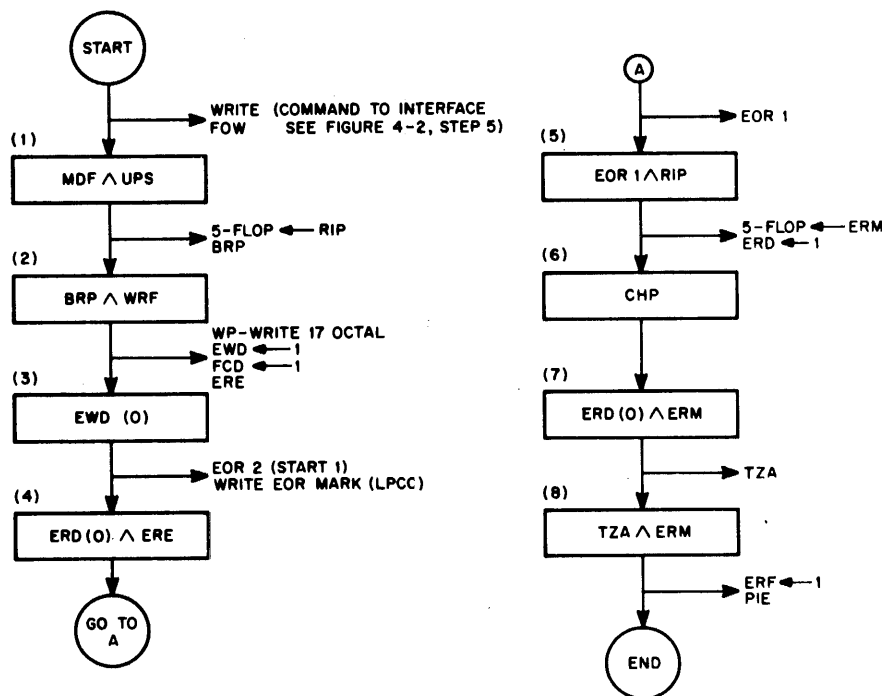 START
WRITE (COMMAND TO INTERFACE
FOW SEE FIGURE 4-2, STEP 5)
(1)
MDF ∧ UPS
5-FLOP ← RIP
BRP
(2)
BRP ∧ WRF
WP-WRITE 17 OCTAL
EWD ← 1
FCD ← 1
ERE
(3)
EWD (0)
EOR 2 (START 1)
WRITE EOR MARK (LPCC)
(4)
ERD(0) ∧ ERE
GO TO
A
A
EOR 1
(5)
EOR 1 ∧ RIP
5-FLOP ← ERM
ERD ← 1
(6)
CHP
(7)
ERD(0) ∧ ERM
TZA
(8)
TZA ∧ ERM
ERF ← 1
PIE
END